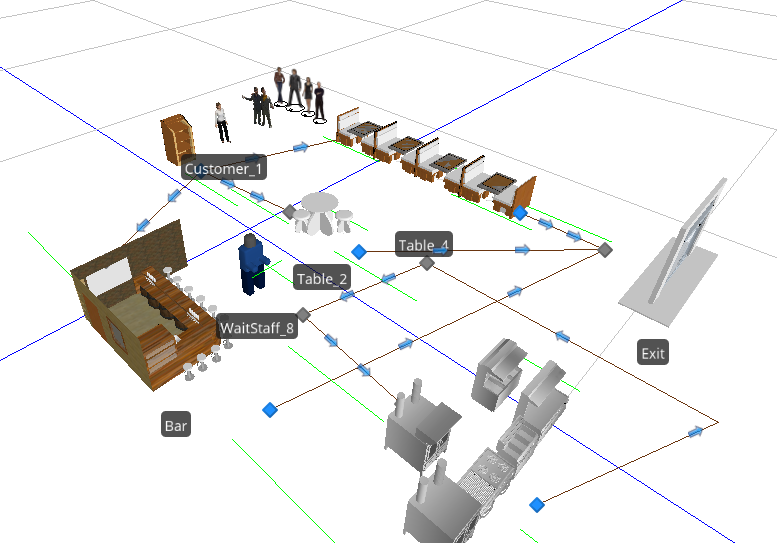 Customer_1
Table_4
Table_2
WaitStaff_8
Exit
Bar